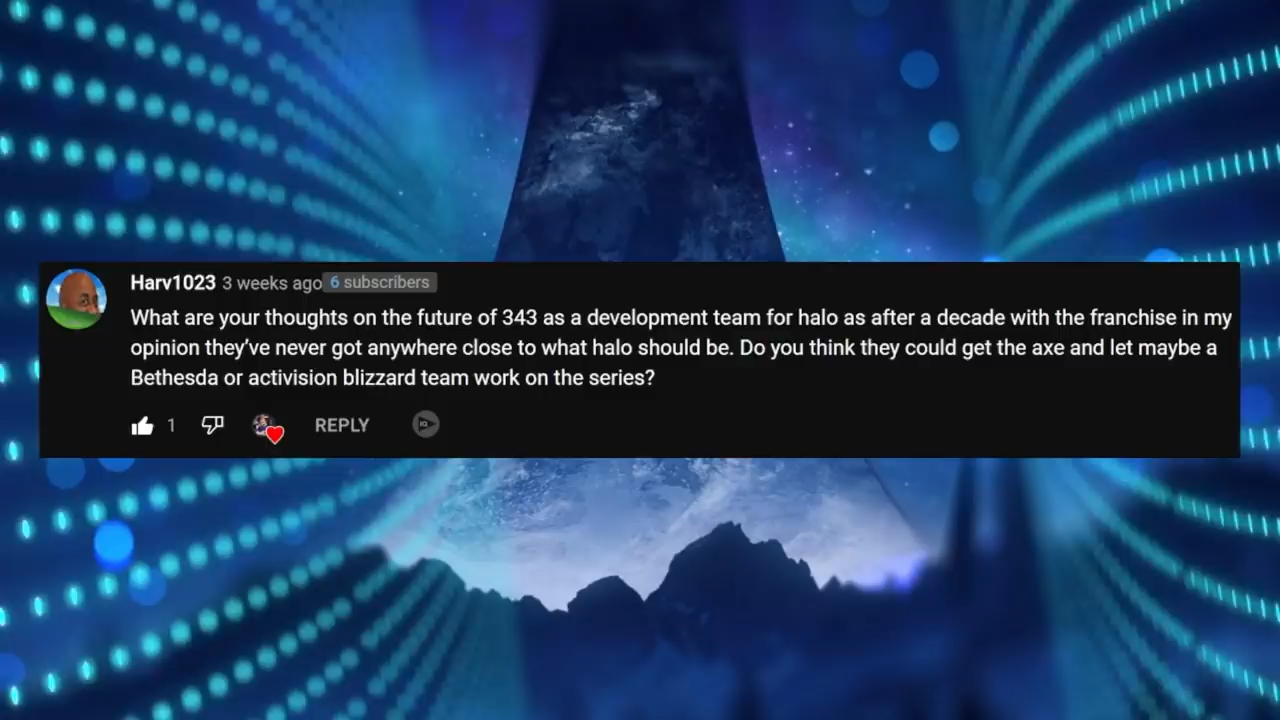 Harv1023 3 weeks ago 6 subscribers
What are your thoughts on the future of 343 as a development team for halo as after a decade with the franchise in my
opinion they've never got anywhere close to what halo should be. Do you think they could get the axe and let maybe a
Bethesda or activision blizzard team work on the series?
1 REPLY IQ